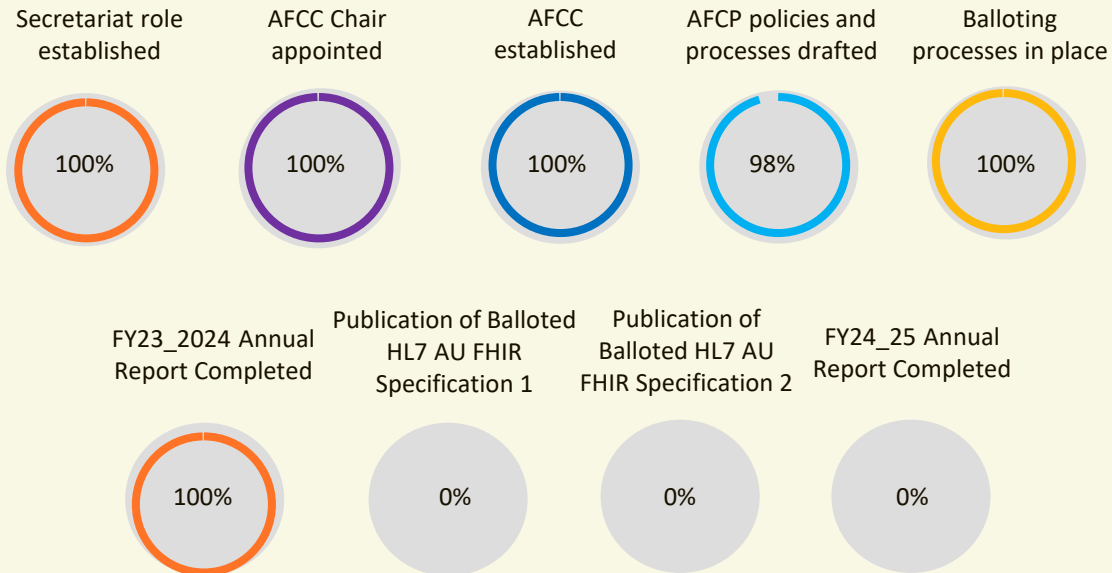 Secretariat role
established
AFCC Chair
appointed
AFCC
established
AFCP policies and
processes drafted
Balloting
processes in place
100%
100%
100%
98%
100%
FY23_2024 Annual
Report Completed
Publication of Balloted
HL7 AU FHIR
Specification 1
Publication of
Balloted HL7 AU
FHIR Specification 2
FY24_25 Annual
Report Completed
100%
0%
0%
0%